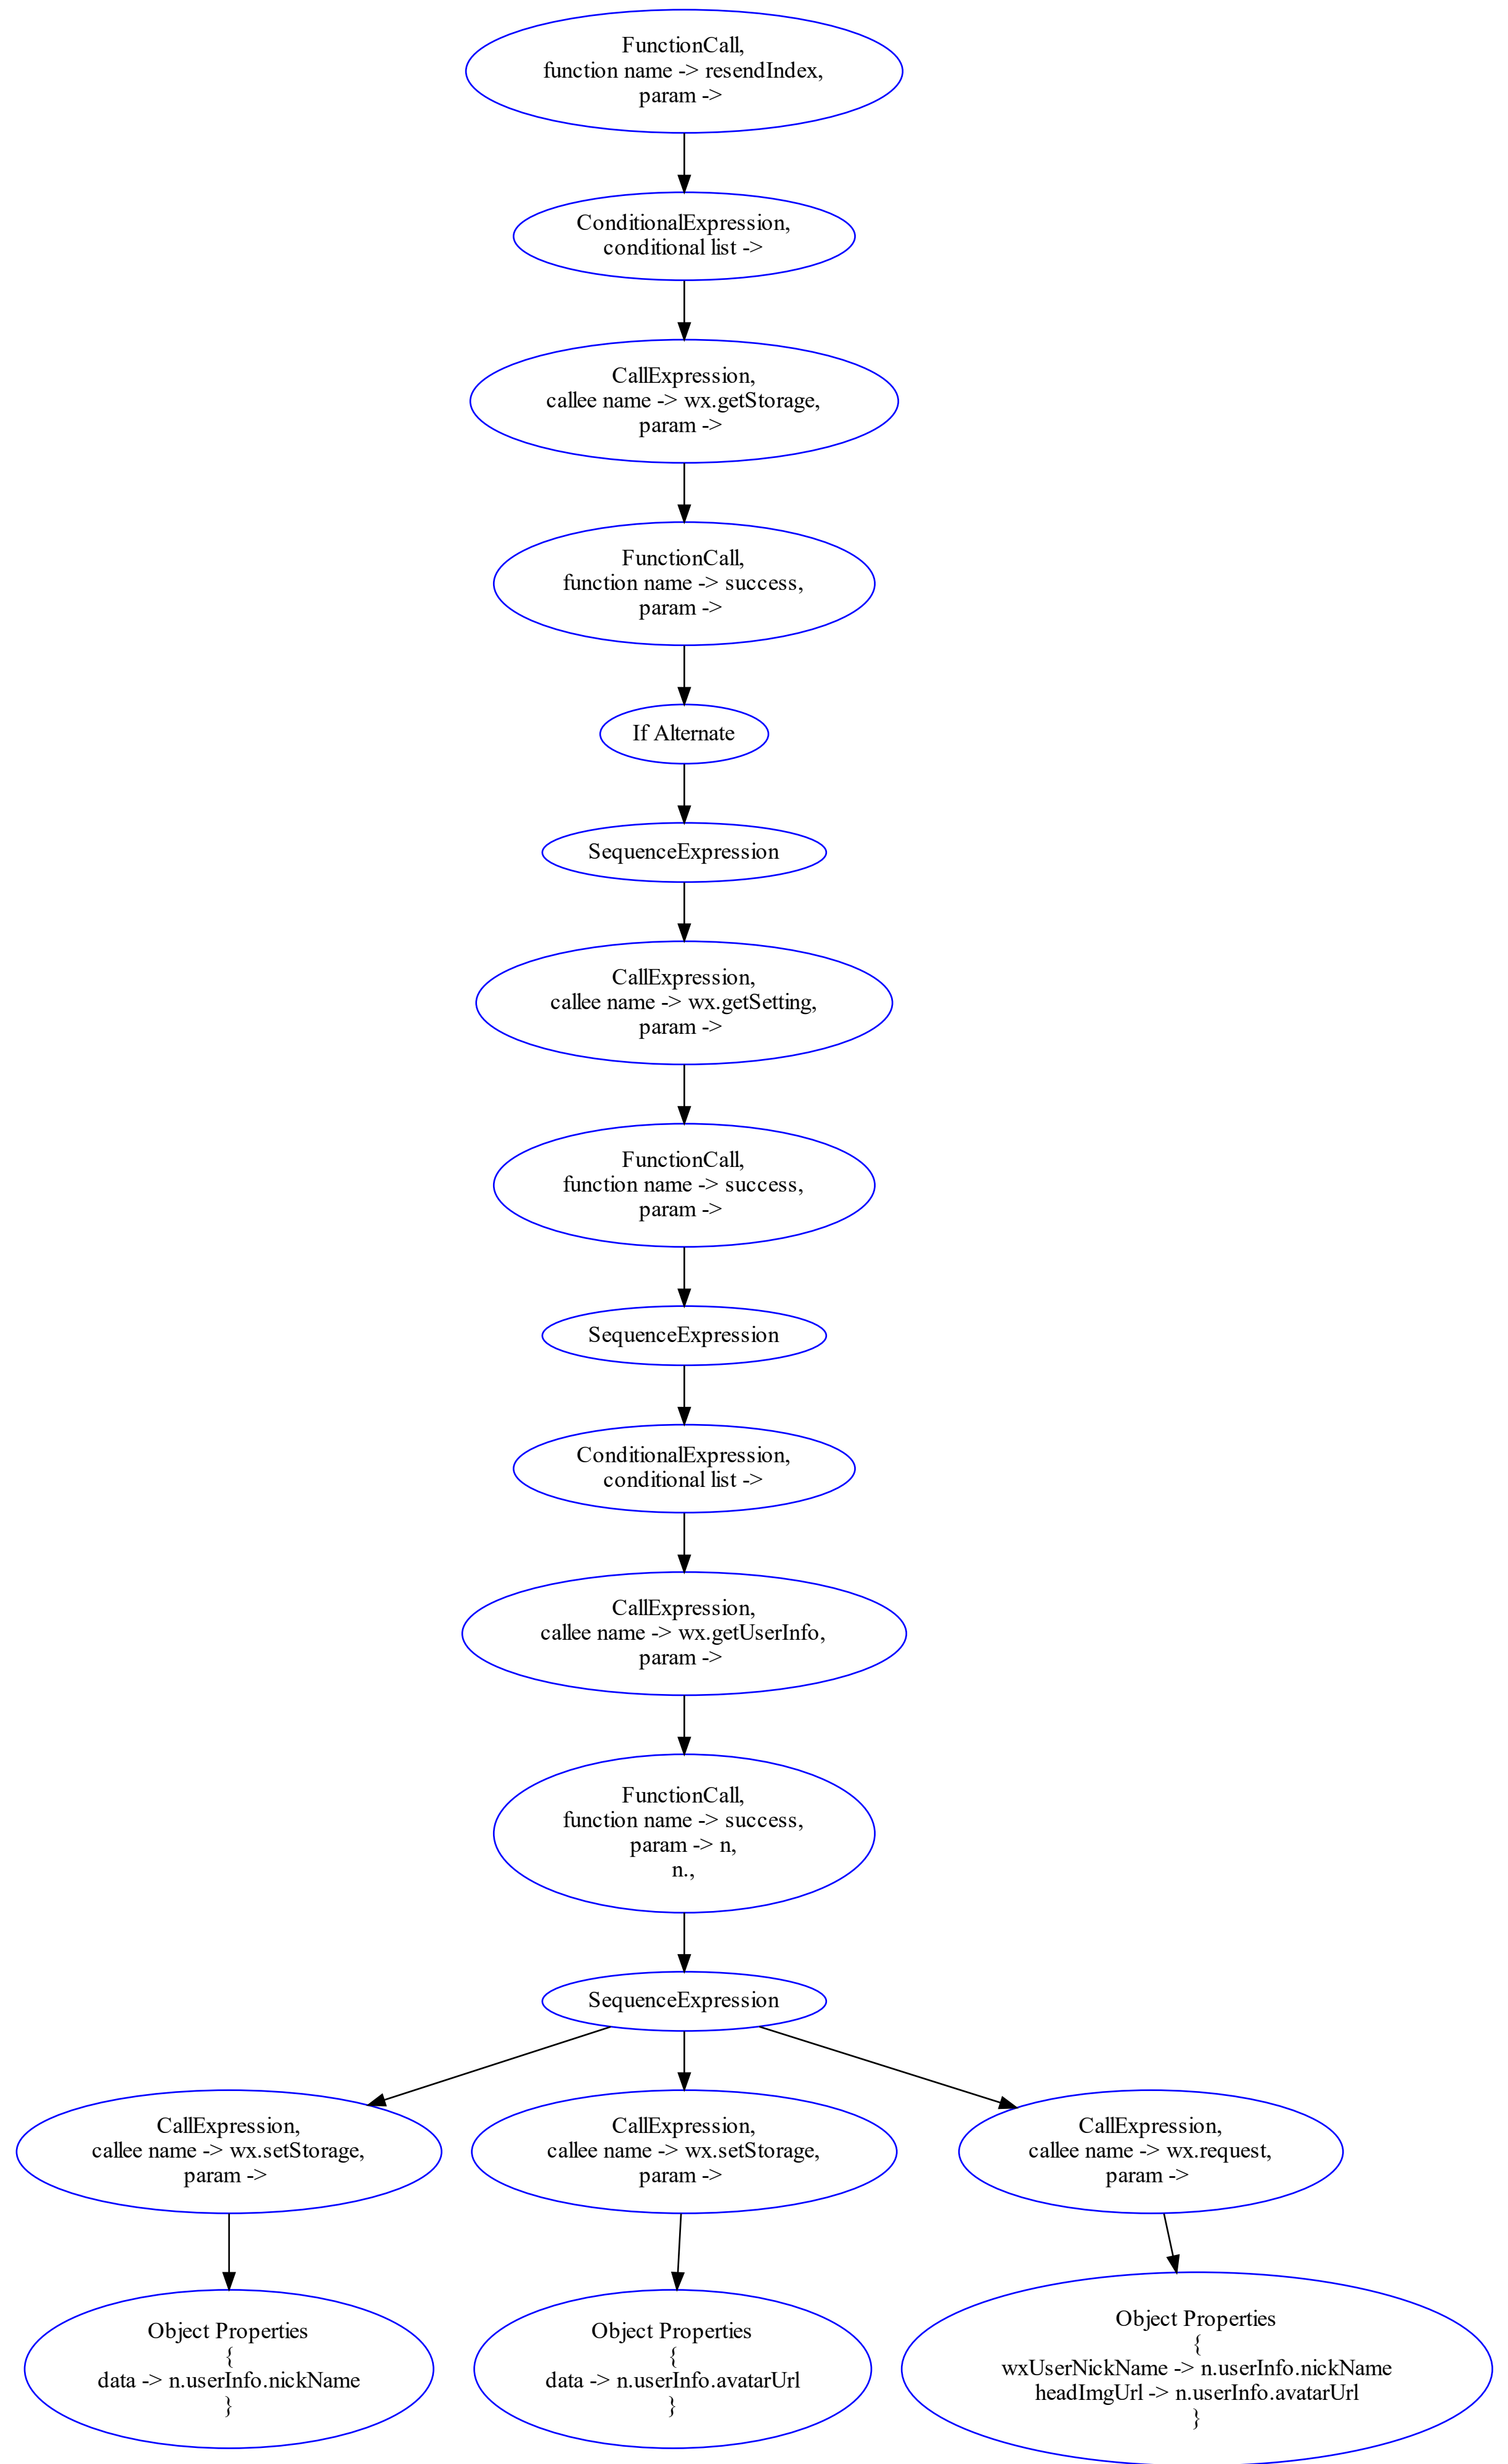 FunctionCall,
function name -> resendIndex,
param ->
ConditionalExpression,
conditional list ->
CallExpression,
callee name -> wx.getStorage,
param ->
FunctionCall,
function name -> success,
param ->
If Alternate
SequenceExpression
CallExpression,
callee name -> wx.getSetting,
param ->
FunctionCall,
function name -> success,
param ->
SequenceExpression
ConditionalExpression,
conditional list ->
CallExpression,
callee name -> wx.getUserInfo,
param ->
FunctionCall,
function name -> success,
param -> n,
n.,
SequenceExpression
CallExpression,
callee name -> wx.setStorage,
param ->
CallExpression,
callee name -> wx.setStorage,
param ->
CallExpression,
callee name -> wx.request,
param ->
Object Properties
{
data -> n.userInfo.nickName
}
Object Properties
{
data -> n.userInfo.avatarUrl
}
Object Properties
{
wxUserNickName -> n.userInfo.nickName
headImgUrl -> n.userInfo.avatarUrl
}